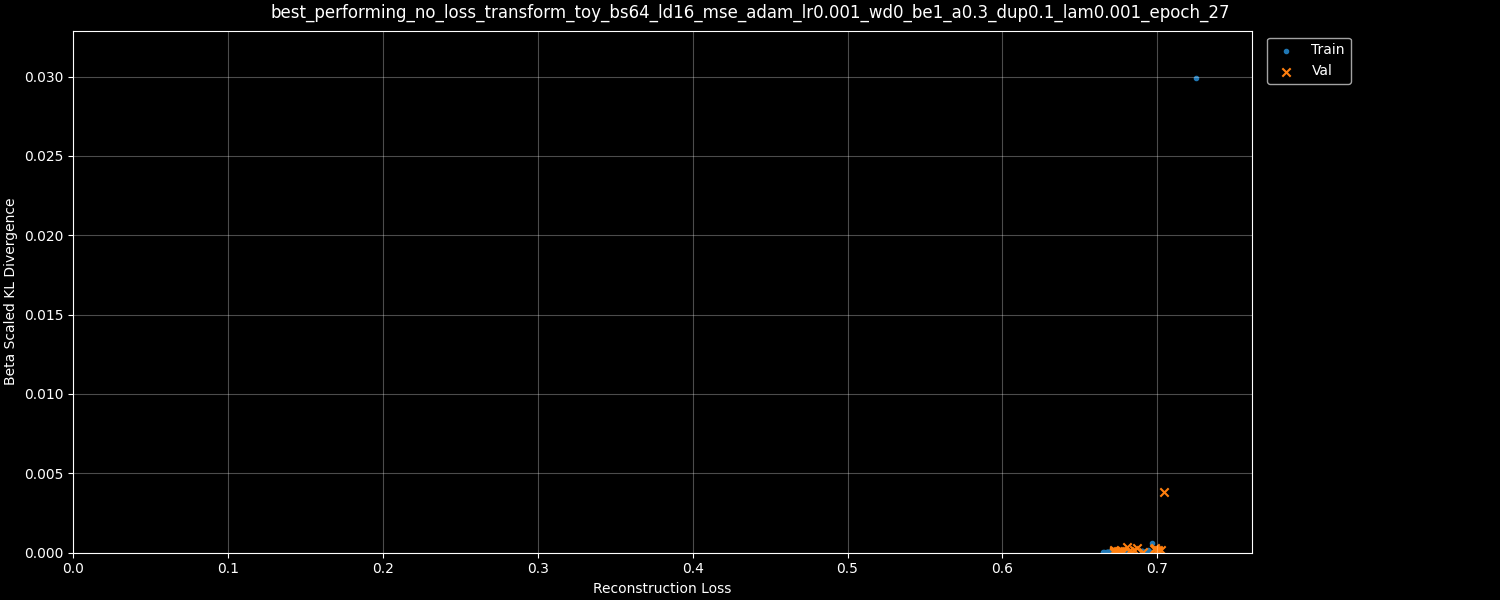 best_performing_no_loss_transform_toy_bs64_ld16_mse_adam_lr0.001_wd0_be1_a0.3_dup0.1_lam0.001_epoch_27
Train
Val
Beta Scaled KL Divergence
0.030
0.025
0.020
0.015
0.010
0.005
0.000
0.0 0.1 0.2 0.3 0.4 0.5 0.6 0.7
Reconstruction Loss